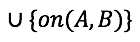 ∪ {on(A, B)}